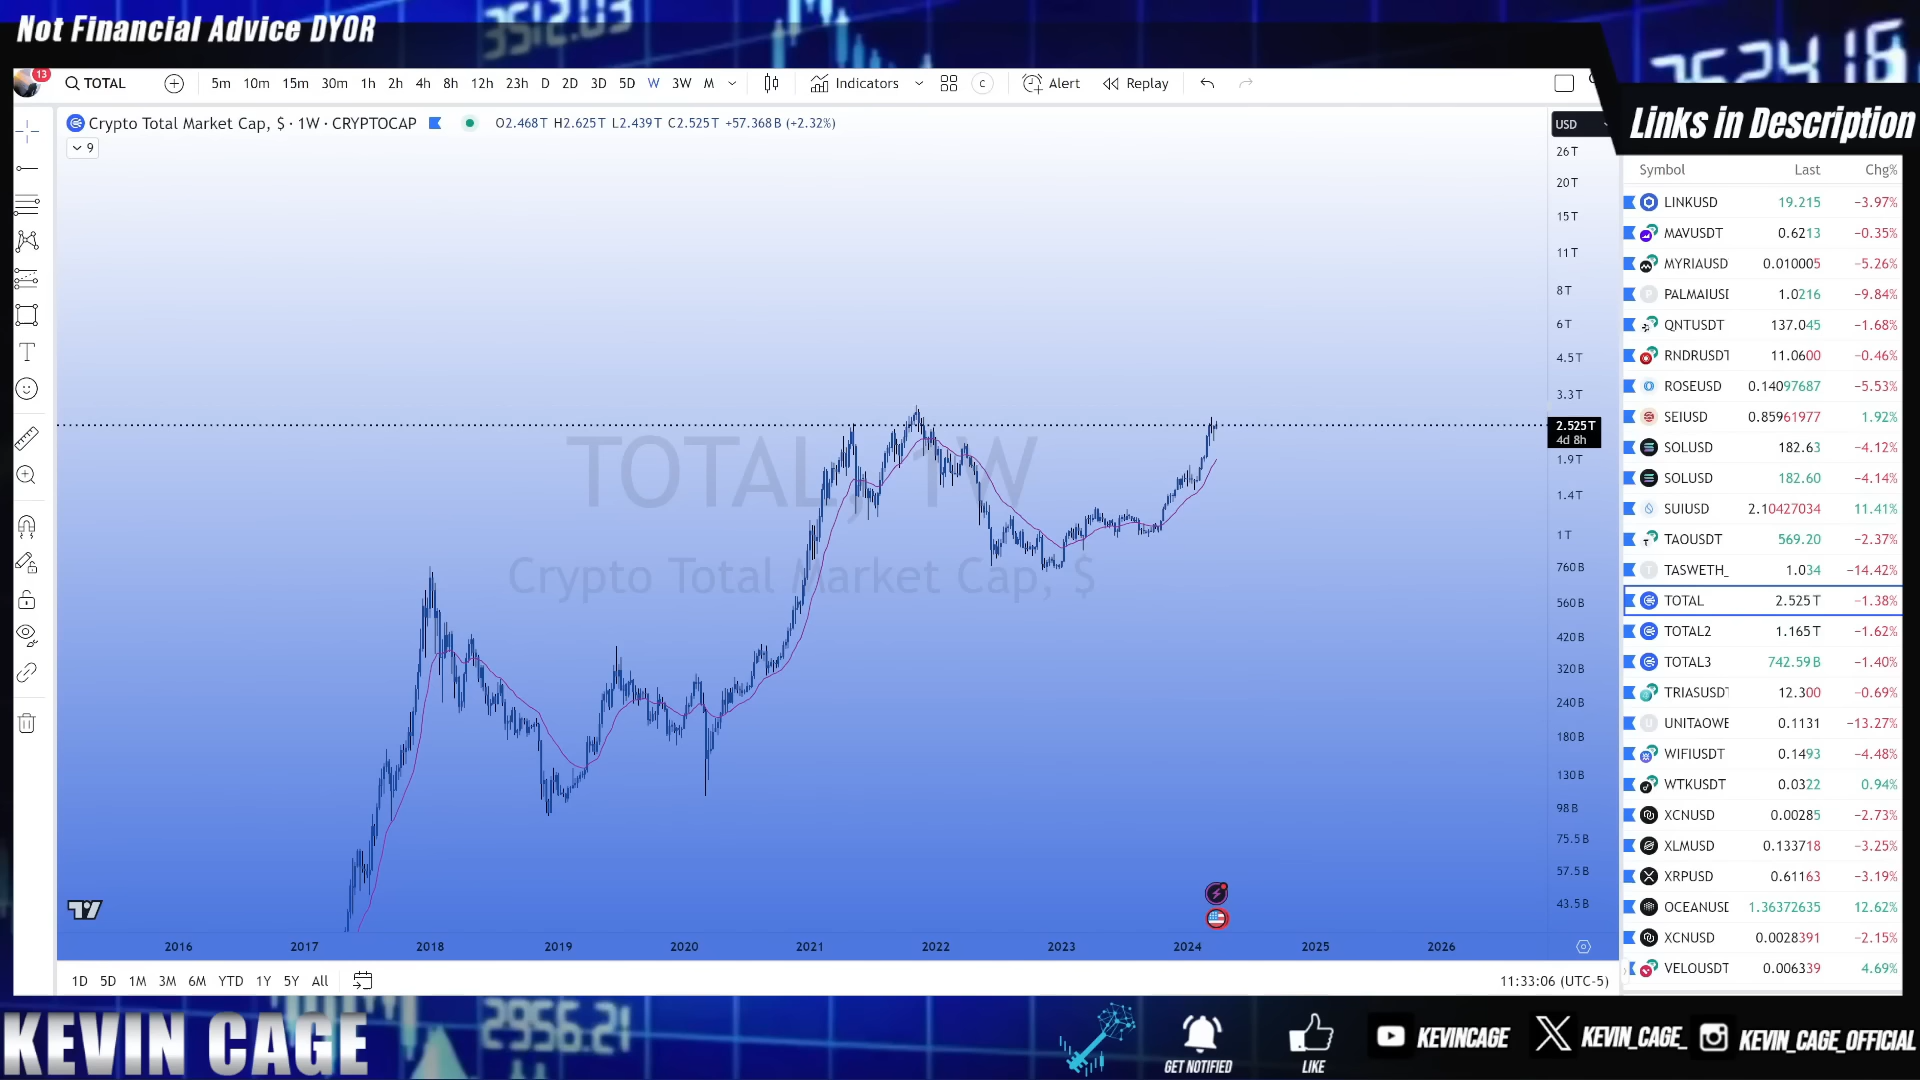 Not Financial Advice DYOR
3512.03
Links in Description
13
TOTAL
5m 10m 15m 30m 1h 2h 4h 8h 12h 23h D 2D 3D 5D W 3W M
Indicators
C
Alert
Replay
Crypto Total Market Cap, $ · 1W · CRYPTOCAP
O2.468T H2.625T L2.439T C2.525T +57.368B (+2.32%)
9
USD
26T
20T
15T
11T
8T
6T
4.5T
3.3T
2.525T
4d 8h
1.9T
1.4T
1T
760B
560B
420B
320B
240B
180B
130B
98B
75.5B
57.5B
43.5B
TOTAL, 1W
Crypto Total Market Cap, $
2016 2017 2018 2019 2020 2021 2022 2023 2024 2025 2026
1D 5D 1M 3M 6M YTD 1Y 5Y All
11:33:06 (UTC-5)
Symbol Last Chg%
LINKUSD 19.215 −3.97%
MAVUSDT 0.6213 −0.35%
MYRIAUSD 0.010005 −5.26%
PALMAIUSD 1.0216 −9.84%
QNTUSDT 137.045 −1.68%
RNDRUSDT 11.0600 −0.46%
ROSEUSD 0.14097687 −5.53%
SEIUSD 0.85961977 1.92%
SOLUSD 182.63 −4.12%
SOLUSD 182.60 −4.14%
SUIUSD 2.10427034 11.41%
TAOUSDT 569.20 −2.37%
TASWETH_ 1.034 −14.42%
TOTAL 2.525T −1.38%
TOTAL2 1.165T −1.62%
TOTAL3 742.59B −1.40%
TRIASUSDT 12.300 −0.69%
UNITAOWE 0.1131 −13.27%
WIFIUSDT 0.1493 −4.48%
WTKUSDT 0.0322 0.94%
XCNUSD 0.00285 −2.73%
XLMUSD 0.133718 −3.25%
XRPUSD 0.61163 −3.19%
OCEANUSD 1.36372635 12.62%
XCNUSD 0.0028391 −2.15%
VELOUSDT 0.006339 4.69%
KEVIN CAGE
2956.21
GET NOTIFIED
LIKE
KEVINCAGE
KEVIN_CAGE_
KEVIN_CAGE_OFFICIAL